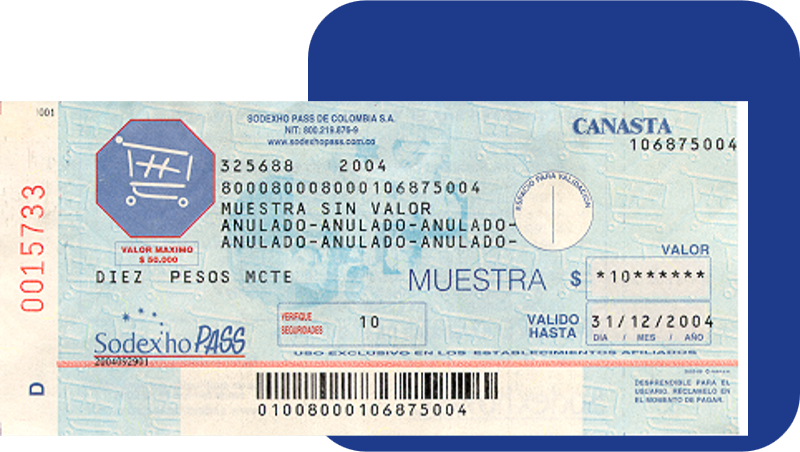 0001
SODEXHO PASS DE COLOMBIA S.A.
NIT: 800.219.876-9
www.sodexhopass.com.co
CANASTA
106875004
325688 2004
800080008000106875004
MUESTRA SIN VALOR
ANULADO-ANULADO-ANULADO-
ANULADO-ANULADO-ANULADO-
ESPACIO PARA VALIDACION
0015733
VALOR MAXIMO
$ 50.000
DIEZ PESOS MCTE
MUESTRA $
VALOR
*10******
VERIFIQUE
SEGURIDADES
10
VALIDO
HASTA
31/12/2004
DIA / MES / AÑO
Sodexho PASS
2004092901
USO EXCLUSIVO EN LOS ESTABLECIMIENTOS AFILIADOS
D
01008000106875004
DESPRENDIBLE PARA EL
USUARIO. RECLAMELO EN
EL MOMENTO DE PAGAR.